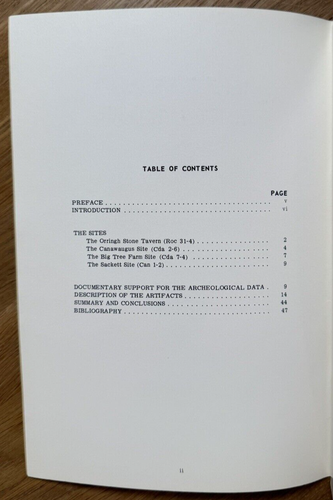 TABLE OF CONTENTS
PAGE
PREFACE . . . . . . . . . . . . . . . . . . . . . . . . . . . . . v
INTRODUCTION . . . . . . . . . . . . . . . . . . . . . . . . . vi
THE SITES
The Orringh Stone Tavern (Roc 31-4) . . . . . . . . . . . . 2
The Canawaugus Site (Cda 2-6) . . . . . . . . . . . . . . . 4
The Big Tree Farm Site (Cda 7-4) . . . . . . . . . . . . . . 7
The Sackett Site (Can 1-2) . . . . . . . . . . . . . . . . . . 9
DOCUMENTARY SUPPORT FOR THE ARCHEOLOGICAL DATA . 9
DESCRIPTION OF THE ARTIFACTS . . . . . . . . . . . . . . . 14
SUMMARY AND CONCLUSIONS . . . . . . . . . . . . . . . . . 44
BIBLIOGRAPHY . . . . . . . . . . . . . . . . . . . . . . . . . 47
ii